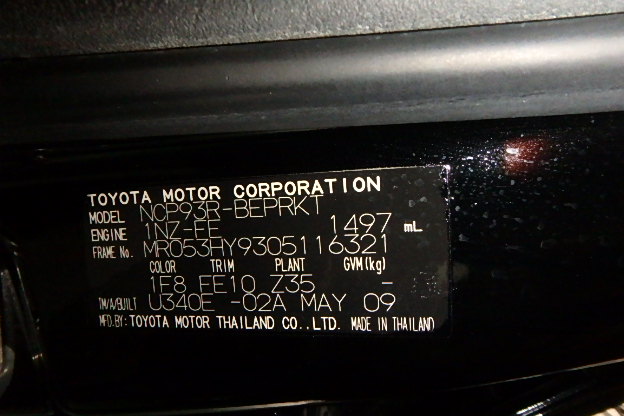 TOYOTA MOTOR CORPORATION
MODEL NCP93R-BEPRKT
ENGINE 1NZ-FE 1497 mL
FRAME No. MR053HY9305116321
COLOR TRIM PLANT GVM(kg)
1F8 FE10 Z35 -
TM/A/BUILT U340E -02A MAY 09
MFD.BY: TOYOTA MOTOR THAILAND CO., LTD. MADE IN THAILAND